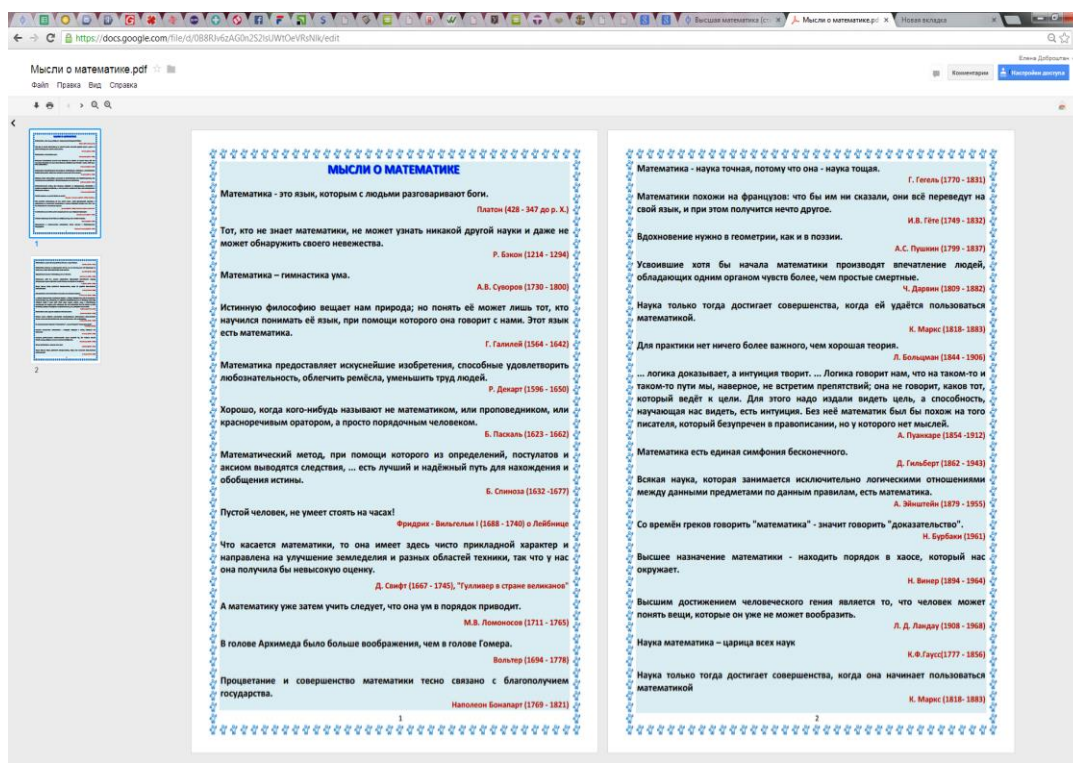 Высшая математика (ст
Мысли о математике.pd
Новая вкладка
https://docs.google.com/file/d/0B8RJv6zAG0n2S2lsUWtOeVRsNlk/edit
Елена Доброштан
Мысли о математике.pdf
Комментарии
Настройки доступа
Файл Правка Вид Справка
1
2
МЫСЛИ О МАТЕМАТИКЕ
Математика - это язык, которым с людьми разговаривают боги.
Платон (428 - 347 до р. Х.)
Тот, кто не знает математики, не может узнать никакой другой науки и даже не
может обнаружить своего невежества.
Р. Бэкон (1214 - 1294)
Математика – гимнастика ума.
А.В. Суворов (1730 - 1800)
Истинную философию вещает нам природа; но понять её может лишь тот, кто
научился понимать её язык, при помощи которого она говорит с нами. Этот язык
есть математика.
Г. Галилей (1564 - 1642)
Математика предоставляет искуснейшие изобретения, способные удовлетворить
любознательность, облегчить ремёсла, уменьшить труд людей.
Р. Декарт (1596 - 1650)
Хорошо, когда кого-нибудь называют не математиком, или проповедником, или
красноречивым оратором, а просто порядочным человеком.
Б. Паскаль (1623 - 1662)
Математический метод, при помощи которого из определений, постулатов и
аксиом выводятся следствия, ... есть лучший и надёжный путь для нахождения и
обобщения истины.
Б. Спиноза (1632 -1677)
Пустой человек, не умеет стоять на часах!
Фридрих - Вильгельм I (1688 - 1740) о Лейбнице
Что касается математики, то она имеет здесь чисто прикладной характер и
направлена на улучшение земледелия и разных областей техники, так что у нас
она получила бы невысокую оценку.
Д. Свифт (1667 - 1745), "Гулливер в стране великанов"
А математику уже затем учить следует, что она ум в порядок приводит.
М.В. Ломоносов (1711 - 1765)
В голове Архимеда было больше воображения, чем в голове Гомера.
Вольтер (1694 - 1778)
Процветание и совершенство математики тесно связано с благополучием
государства.
Наполеон Бонапарт (1769 - 1821)
1
Математика - наука точная, потому что она - наука тощая.
Г. Гегель (1770 - 1831)
Математики похожи на французов: что бы им ни сказали, они всё переведут на
свой язык, и при этом получится нечто другое.
И.В. Гёте (1749 - 1832)
Вдохновение нужно в геометрии, как и в поэзии.
А.С. Пушкин (1799 - 1837)
Усвоившие хотя бы начала математики производят впечатление людей,
обладающих одним органом чувств более, чем простые смертные.
Ч. Дарвин (1809 - 1882)
Наука только тогда достигает совершенства, когда ей удаётся пользоваться
математикой.
К. Маркс (1818- 1883)
Для практики нет ничего более важного, чем хорошая теория.
Л. Больцман (1844 - 1906)
... логика доказывает, а интуиция творит. ... Логика говорит нам, что на таком-то и
таком-то пути мы, наверное, не встретим препятствий; она не говорит, каков тот,
который ведёт к цели. Для этого надо издали видеть цель, а способность,
научающая нас видеть, есть интуиция. Без неё математик был бы похож на того
писателя, который безупречен в правописании, но у которого нет мыслей.
А. Пуанкаре (1854 -1912)
Математика есть единая симфония бесконечного.
Д. Гильберт (1862 - 1943)
Всякая наука, которая занимается исключительно логическими отношениями
между данными предметами по данным правилам, есть математика.
А. Эйнштейн (1879 - 1955)
Со времён греков говорить "математика" - значит говорить "доказательство".
Н. Бурбаки (1961)
Высшее назначение математики - находить порядок в хаосе, который нас
окружает.
Н. Винер (1894 - 1964)
Высшим достижением человеческого гения является то, что человек может
понять вещи, которые он уже не может вообразить.
Л. Д. Ландау (1908 - 1968)
Наука математика – царица всех наук
К.Ф.Гаусс(1777 - 1856)
Наука только тогда достигает совершенства, когда она начинает пользоваться
математикой
К. Маркс (1818- 1883)
2